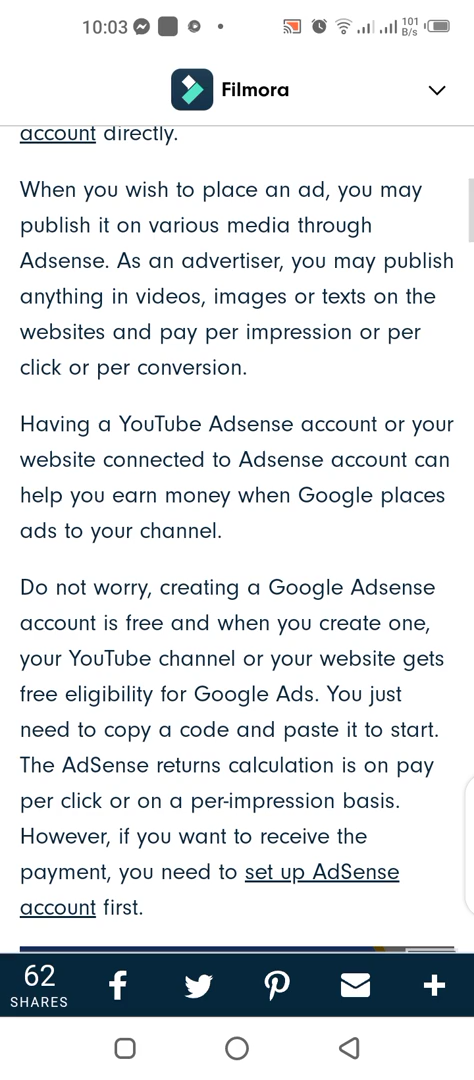 10:03
101
B/s
Filmora
account directly.
When you wish to place an ad, you may
publish it on various media through
Adsense. As an advertiser, you may publish
anything in videos, images or texts on the
websites and pay per impression or per
click or per conversion.
Having a YouTube Adsense account or your
website connected to Adsense account can
help you earn money when Google places
ads to your channel.
Do not worry, creating a Google Adsense
account is free and when you create one,
your YouTube channel or your website gets
free eligibility for Google Ads. You just
need to copy a code and paste it to start.
The AdSense returns calculation is on pay
per click or on a per-impression basis.
However, if you want to receive the
payment, you need to set up AdSense
account first.
62
SHARES